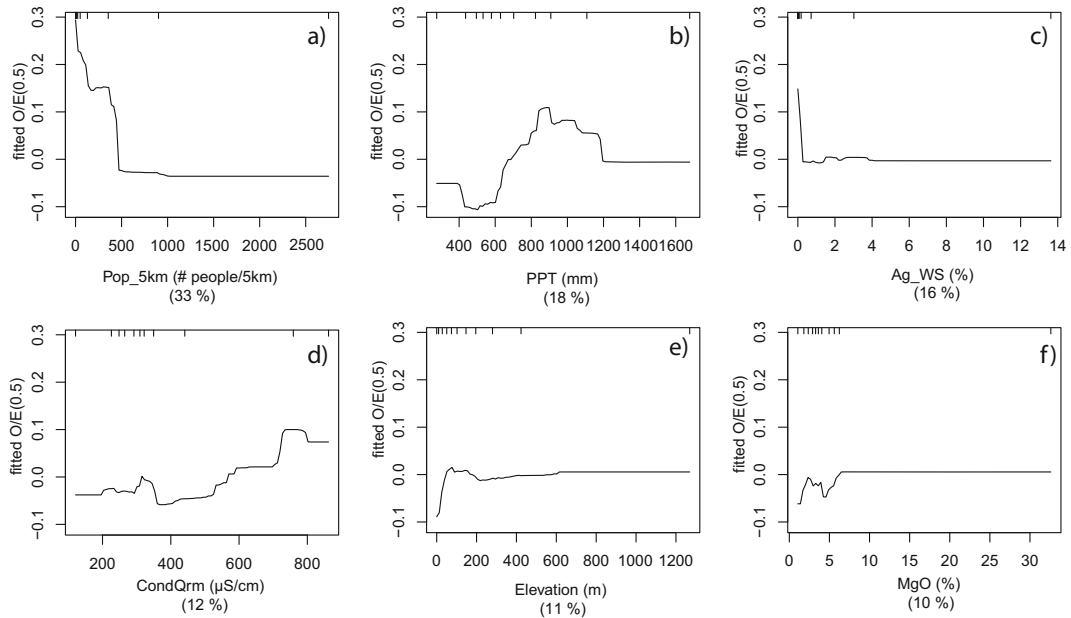 a)
fitted O/E(0.5)
0.3
0.2
0.1
0.0
−0.1
0 500 1000 1500 2000 2500
Pop_5km (# people/5km)
(33 %)
b)
fitted O/E(0.5)
0.3
0.2
0.1
0.0
−0.1
400 600 800 1000 1200 1400 1600
PPT (mm)
(18 %)
c)
fitted O/E(0.5)
0.3
0.2
0.1
0.0
−0.1
0 2 4 6 8 10 12 14
Ag_WS (%)
(16 %)
d)
fitted O/E(0.5)
0.3
0.2
0.1
0.0
−0.1
200 400 600 800
CondQrm (µS/cm)
(12 %)
e)
fitted O/E(0.5)
0.3
0.2
0.1
0.0
−0.1
0 200 400 600 800 1000 1200
Elevation (m)
(11 %)
f)
fitted O/E(0.5)
0.3
0.2
0.1
0.0
−0.1
0 5 10 15 20 25 30
MgO (%)
(10 %)